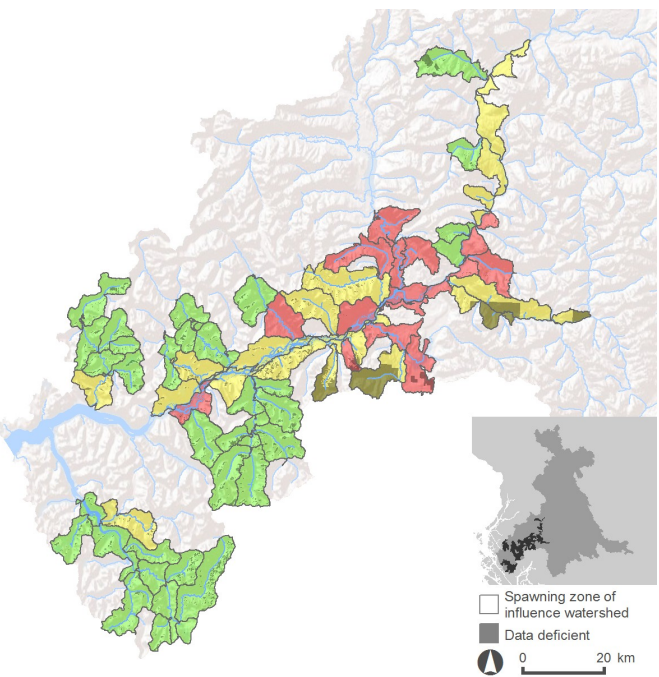 Spawning zone of
influence watershed
Data deficient
0 20 km